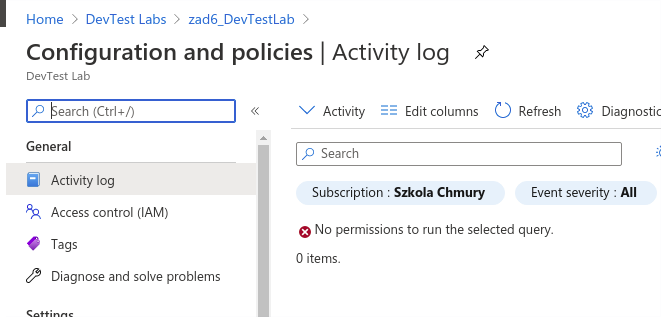 Home > DevTest Labs > zad6_DevTestLab >
Configuration and policies | Activity log
DevTest Lab
Search (Ctrl+/)
«
Activity
Edit columns
Refresh
Diagnostic
General
Search
Activity log
Subscription : Szkola Chmury
Event severity : All
Access control (IAM)
No permissions to run the selected query.
Tags
0 items.
Diagnose and solve problems
Settings